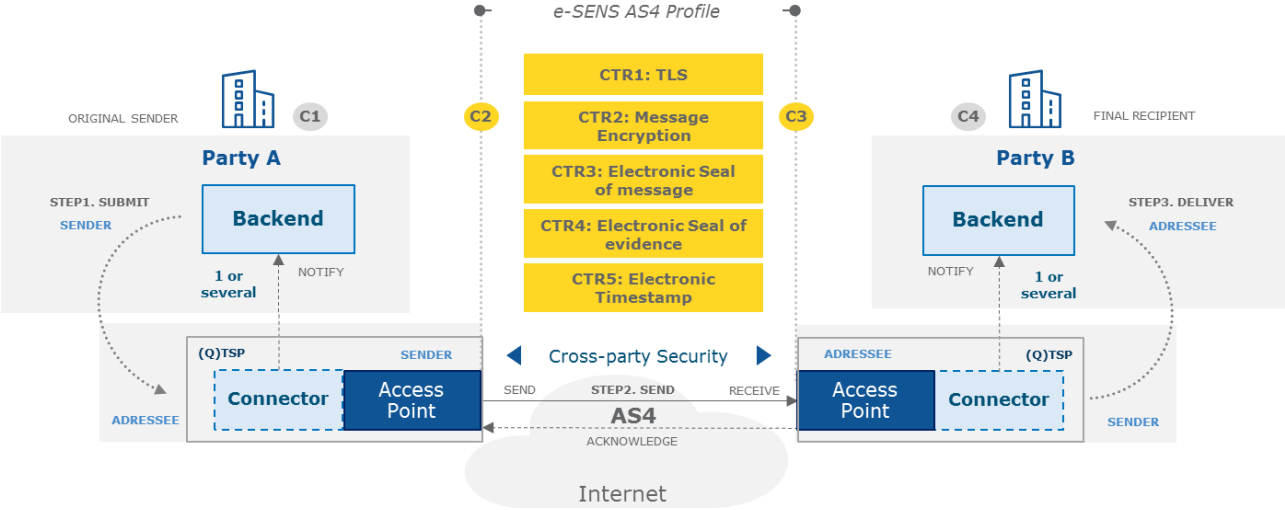 e-SENS AS4 Profile
ORIGINAL SENDER
C1
C2
C3
C4
FINAL RECIPIENT
Party A
STEP1. SUBMIT
SENDER
Backend
NOTIFY
1 or
several
CTR1: TLS
CTR2: Message
Encryption
CTR3: Electronic Seal
of message
CTR4: Electronic Seal of
evidence
CTR5: Electronic
Timestamp
Party B
Backend
STEP3. DELIVER
ADRESSEE
NOTIFY
1 or
several
(Q)TSP
SENDER
Connector
Access
Point
ADRESSEE
Cross-party Security
SEND
STEP2. SEND
RECEIVE
AS4
ACKNOWLEDGE
Internet
ADRESSEE
(Q)TSP
Access
Point
Connector
SENDER